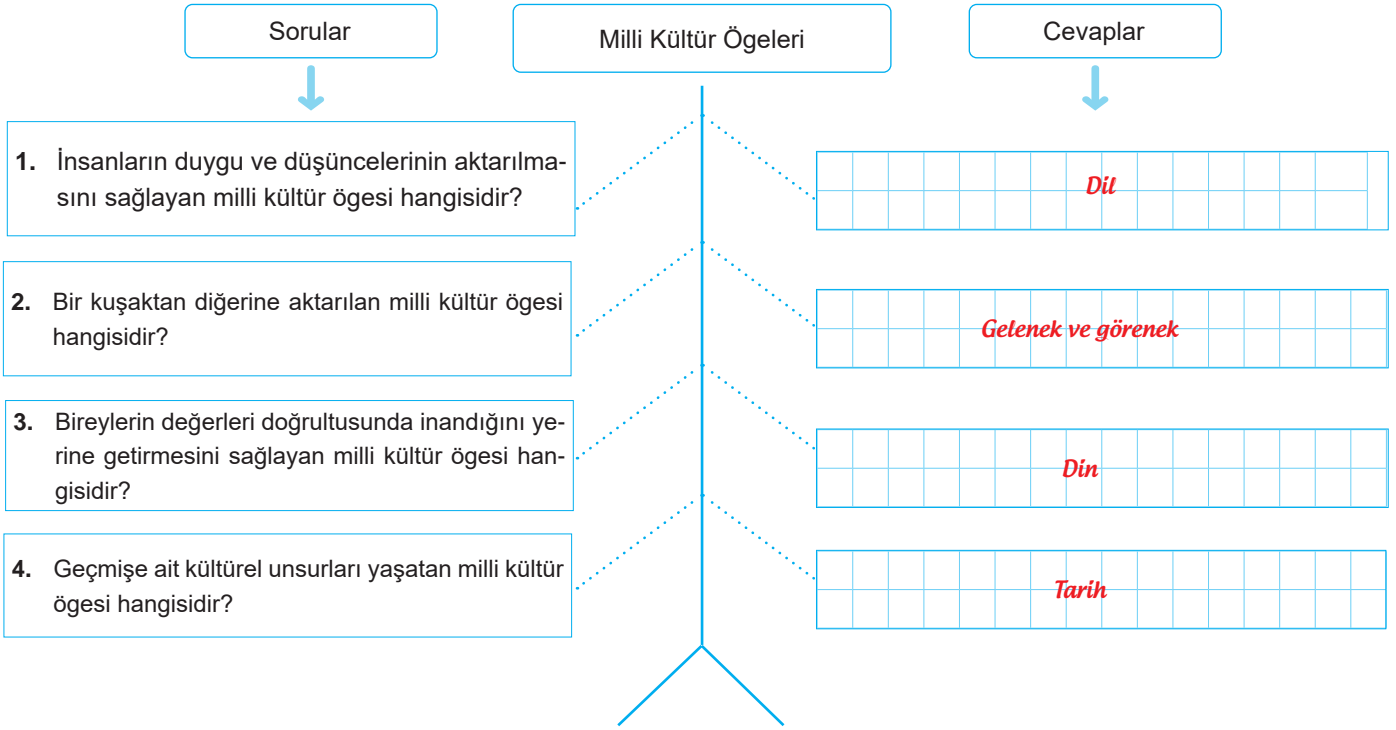 Sorular
Milli Kültür Ögeleri
Cevaplar
1. İnsanların duygu ve düşüncelerinin aktarılma-
sını sağlayan milli kültür ögesi hangisidir?
Dil
2. Bir kuşaktan diğerine aktarılan milli kültür ögesi
hangisidir?
Gelenek ve görenek
3. Bireylerin değerleri doğrultusunda inandığını ye-
rine getirmesini sağlayan milli kültür ögesi han-
gisidir?
Din
4. Geçmişe ait kültürel unsurları yaşatan milli kültür
ögesi hangisidir?
Tarih